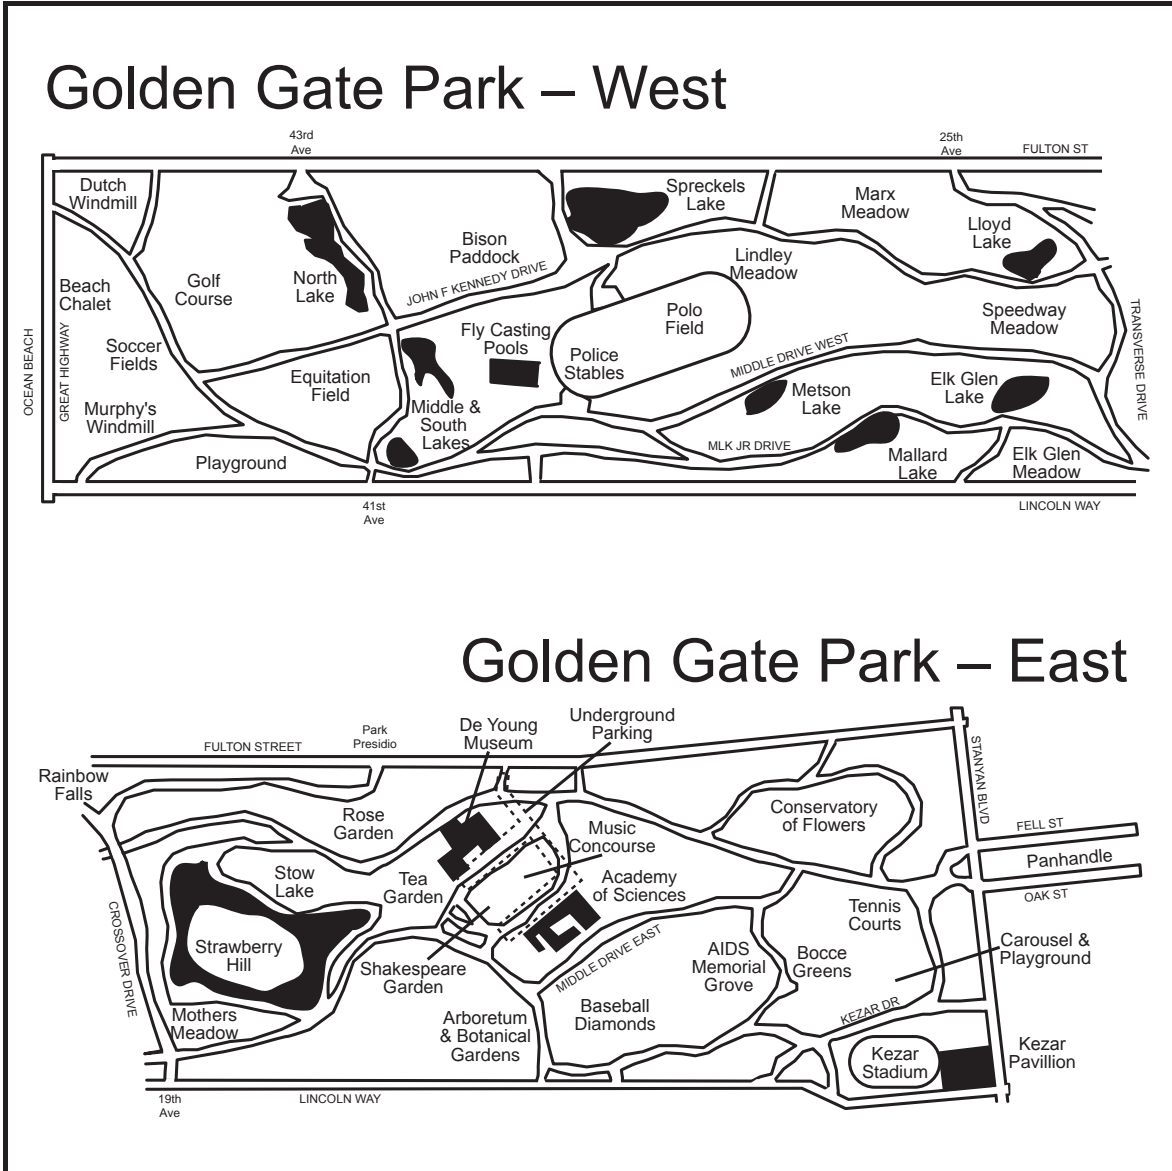 Golden Gate Park – West
43rd
Ave
25th
Ave
FULTON ST
Dutch
Windmill
Spreckels
Lake
Marx
Meadow
Lloyd
Lake
Bison
Paddock
Lindley
Meadow
Beach
Chalet
Golf
Course
North
Lake
JOHN F KENNEDY DRIVE
Polo
Field
Speedway
Meadow
TRANSVERSE DRIVE
OCEAN BEACH
GREAT HIGHWAY
Soccer
Fields
Fly Casting
Pools
Police
Stables
MIDDLE DRIVE WEST
Equitation
Field
Metson
Lake
Elk Glen
Lake
Murphy's
Windmill
Middle &
South
Lakes
MLK JR DRIVE
Playground
Mallard
Lake
Elk Glen
Meadow
41st
Ave
LINCOLN WAY
Golden Gate Park – East
FULTON STREET
Park
Presidio
De Young
Museum
Underground
Parking
STANYAN BLVD
Rainbow
Falls
Rose
Garden
Music
Concourse
Conservatory
of Flowers
FELL ST
Panhandle
OAK ST
Stow
Lake
Tea
Garden
Academy
of Sciences
Tennis
Courts
CROSSOVER DRIVE
Strawberry
Hill
Shakespeare
Garden
MIDDLE DRIVE EAST
AIDS
Memorial
Grove
Bocce
Greens
Carousel &
Playground
Mothers
Meadow
Arboretum
& Botanical
Gardens
Baseball
Diamonds
KEZAR DR
Kezar
Stadium
Kezar
Pavillion
19th
Ave
LINCOLN WAY